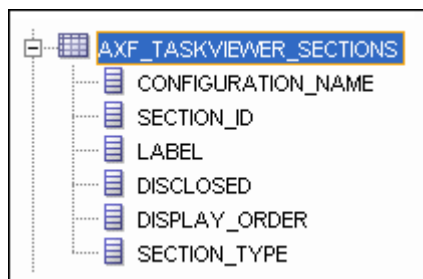 AXF_TASKVIEWER_SECTIONS
CONFIGURATION_NAME
SECTION_ID
LABEL
DISCLOSED
DISPLAY_ORDER
SECTION_TYPE